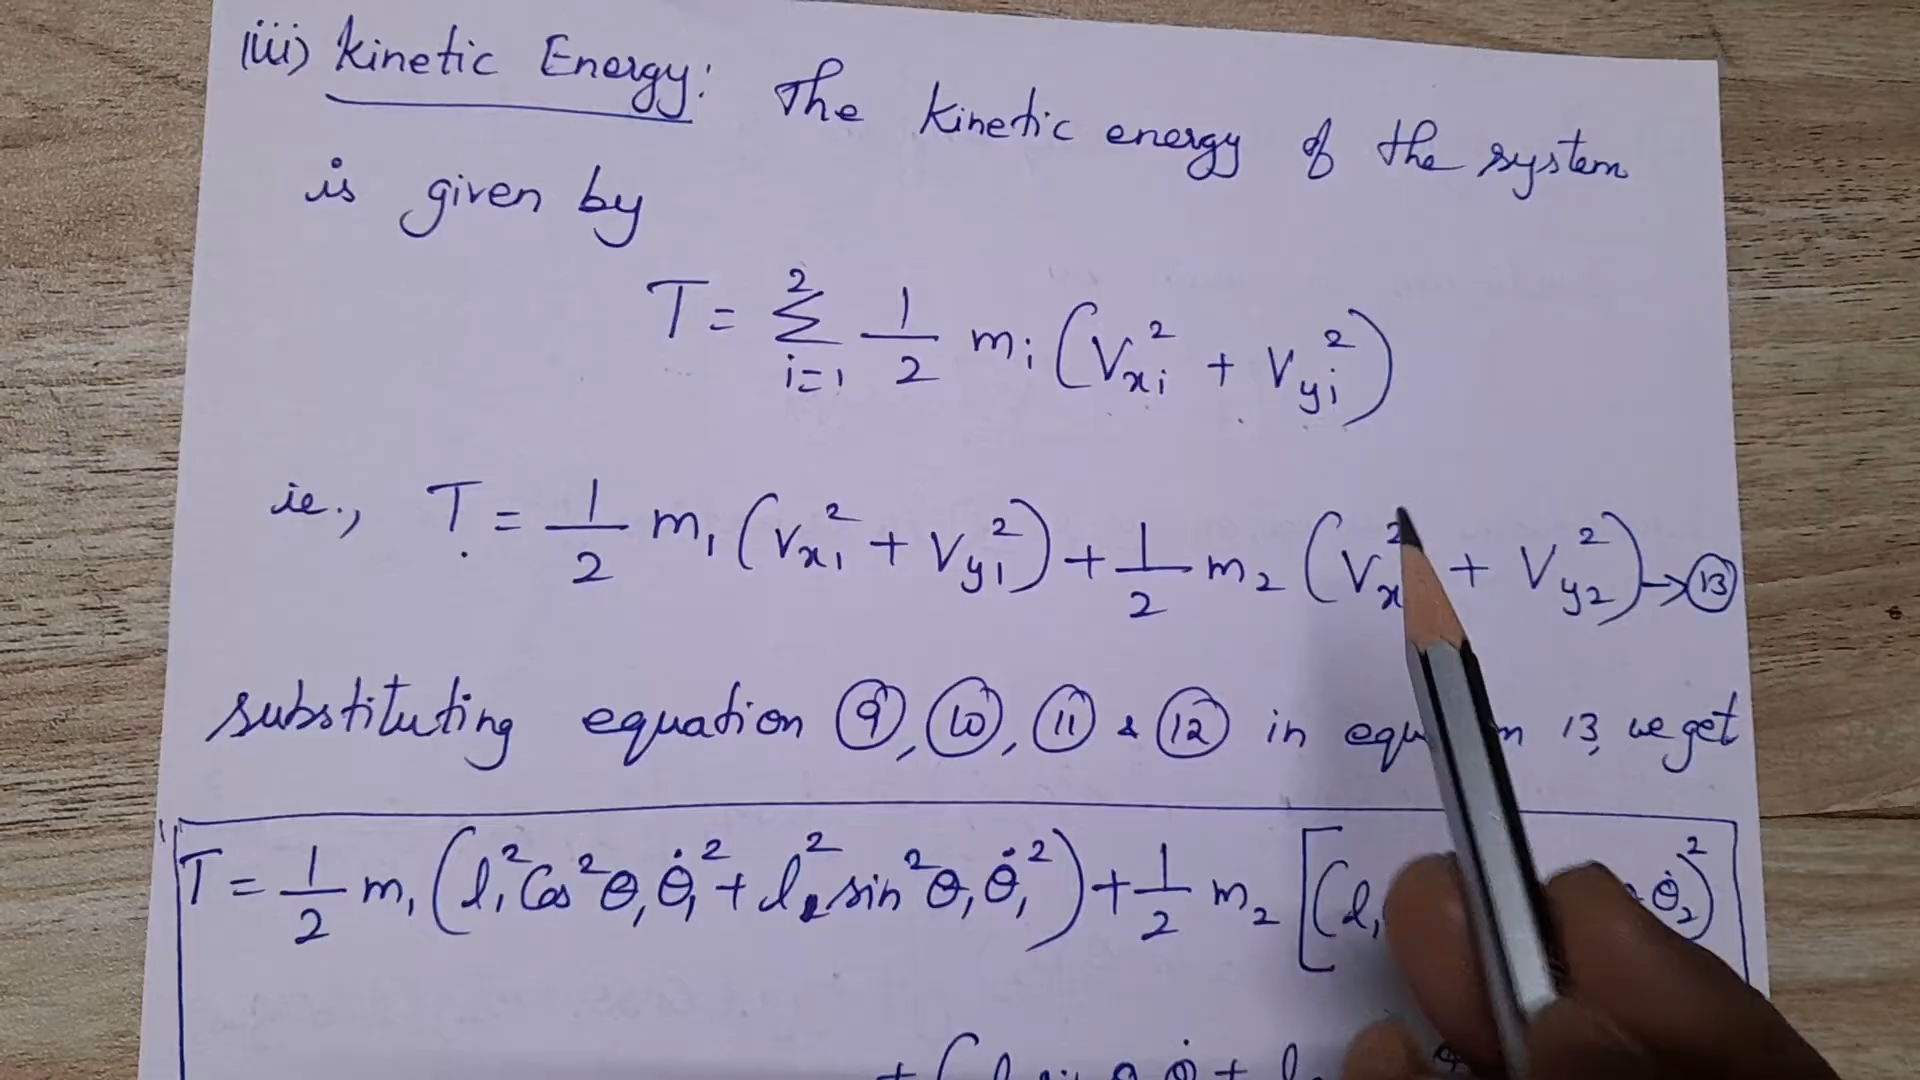 (iii) Kinetic Energy: The kinetic energy of the system
is given by
T = Σ_{i=1}^{2} 1/2 m_i (V_{xi}^2 + V_{yi}^2)
ie., T = 1/2 m_1 (V_{x1}^2 + V_{y1}^2) + 1/2 m_2 (V_x^2 + V_{y2}^2) → ⑬
substituting equation ⑨, ⑩, ⑪ & ⑫ in 13, we get
T = 1/2 m_1 (l_1^2 Cos^2 θ_1 θ̇_1^2 + l_2^2 sin^2 θ_1 θ̇_1^2) + 1/2 m_2 [(l_1 θ̇_2)^2